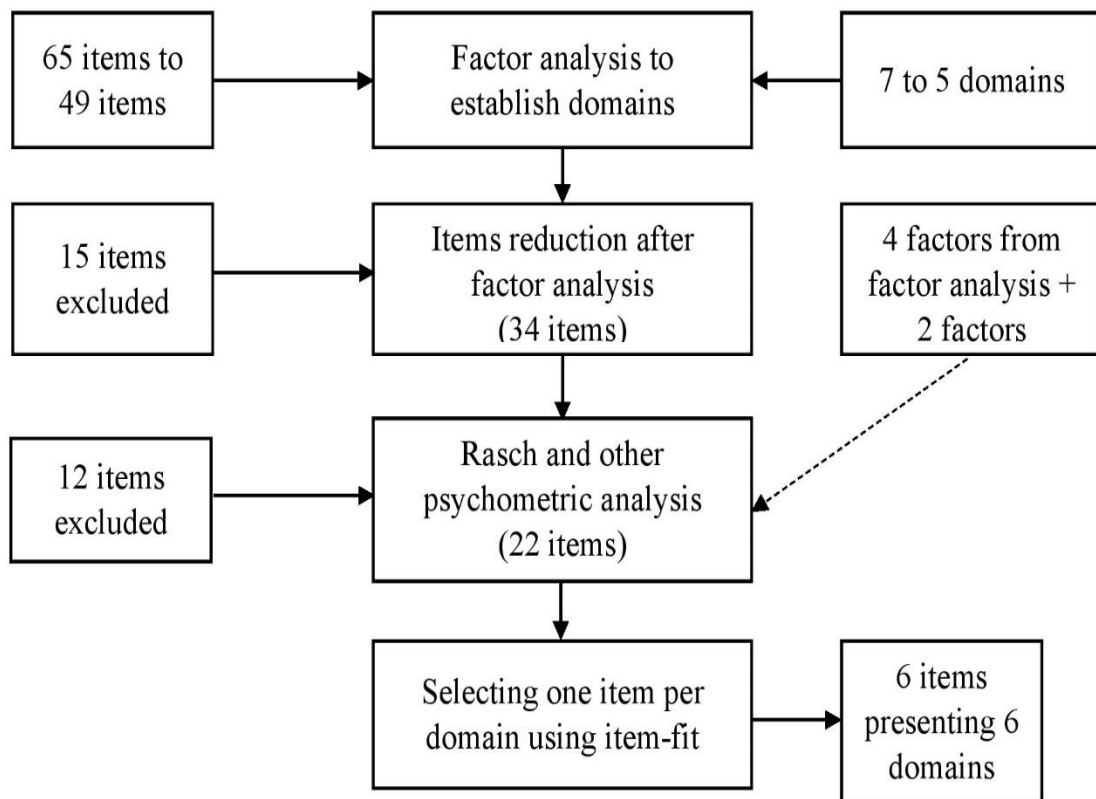 65 items to
49 items
Factor analysis to
establish domains
7 to 5 domains
15 items
excluded
Items reduction after
factor analysis
(34 items)
4 factors from
factor analysis +
2 factors
12 items
excluded
Rasch and other
psychometric analysis
(22 items)
Selecting one item per
domain using item-fit
6 items
presenting 6
domains